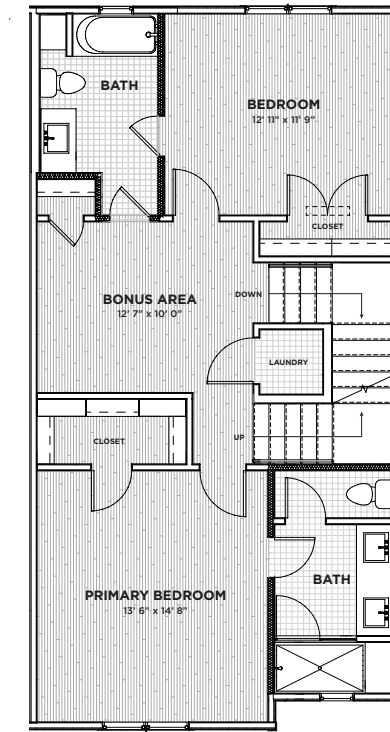 BATH
BEDROOM
12' 11" x 11' 9"
CLOSET
DOWN
BONUS AREA
12' 7" x 10' 0"
LAUNDRY
CLOSET
UP
BATH
PRIMARY BEDROOM
13' 6" x 14' 8"